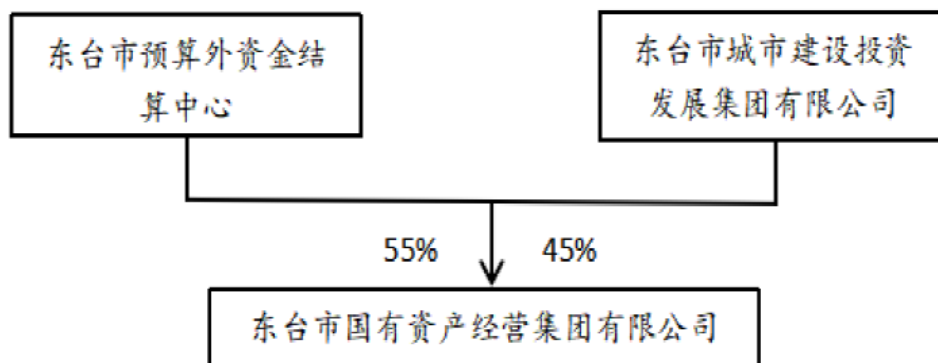 东台市预算外资金结
算中心
东台市城市建设投资
发展集团有限公司
55%
45%
东台市国有资产经营集团有限公司